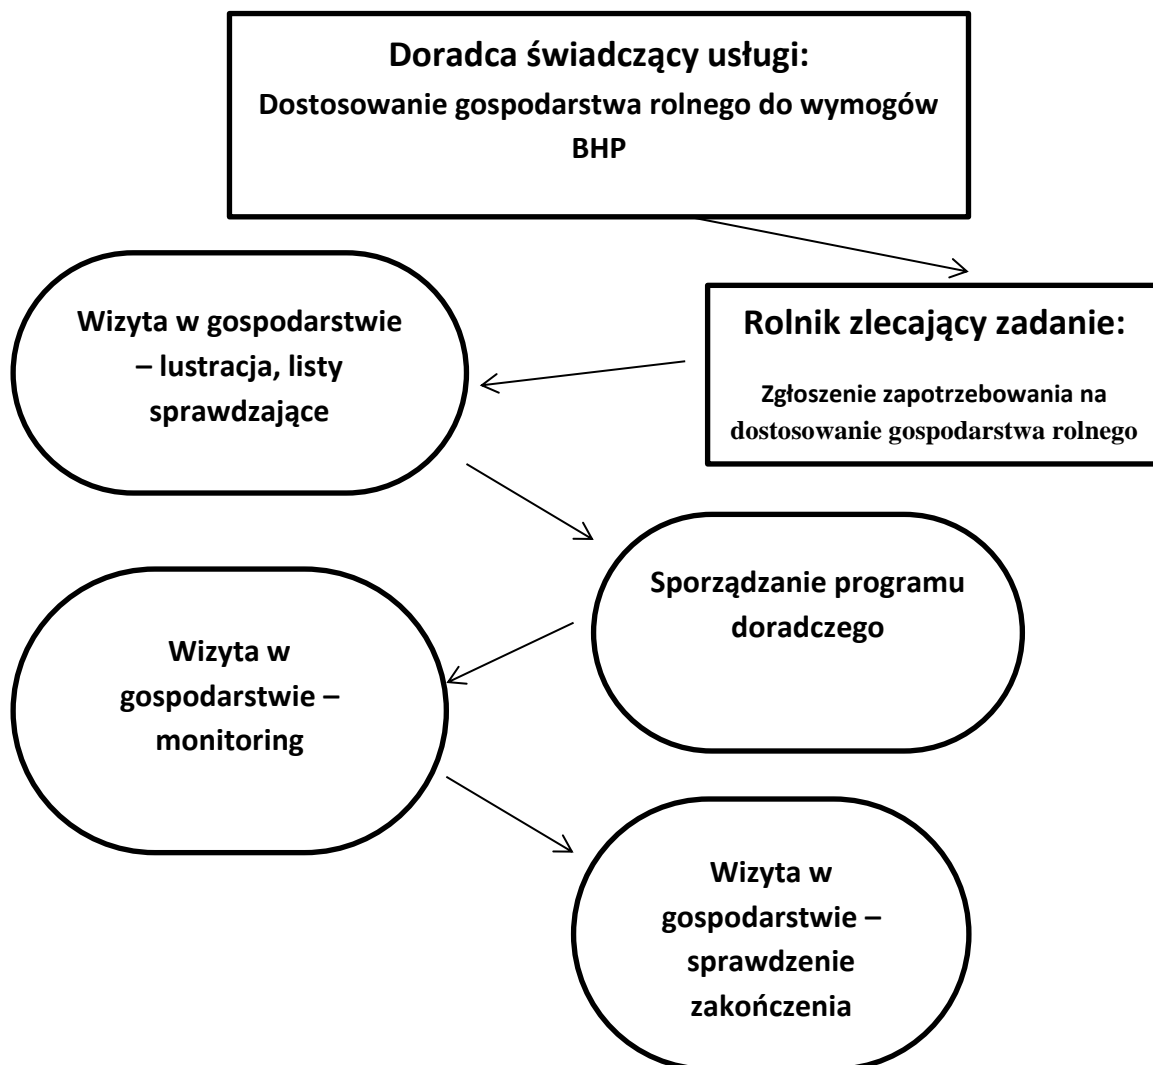 Doradca świadczący usługi:
Dostosowanie gospodarstwa rolnego do wymogów
BHP
Rolnik zlecający zadanie:
Zgłoszenie zapotrzebowania na
dostosowanie gospodarstwa rolnego
Wizyta w gospodarstwie
– lustracja, listy
sprawdzające
Sporządzanie programu
doradczego
Wizyta w
gospodarstwie –
monitoring
Wizyta w
gospodarstwie –
sprawdzenie
zakończenia